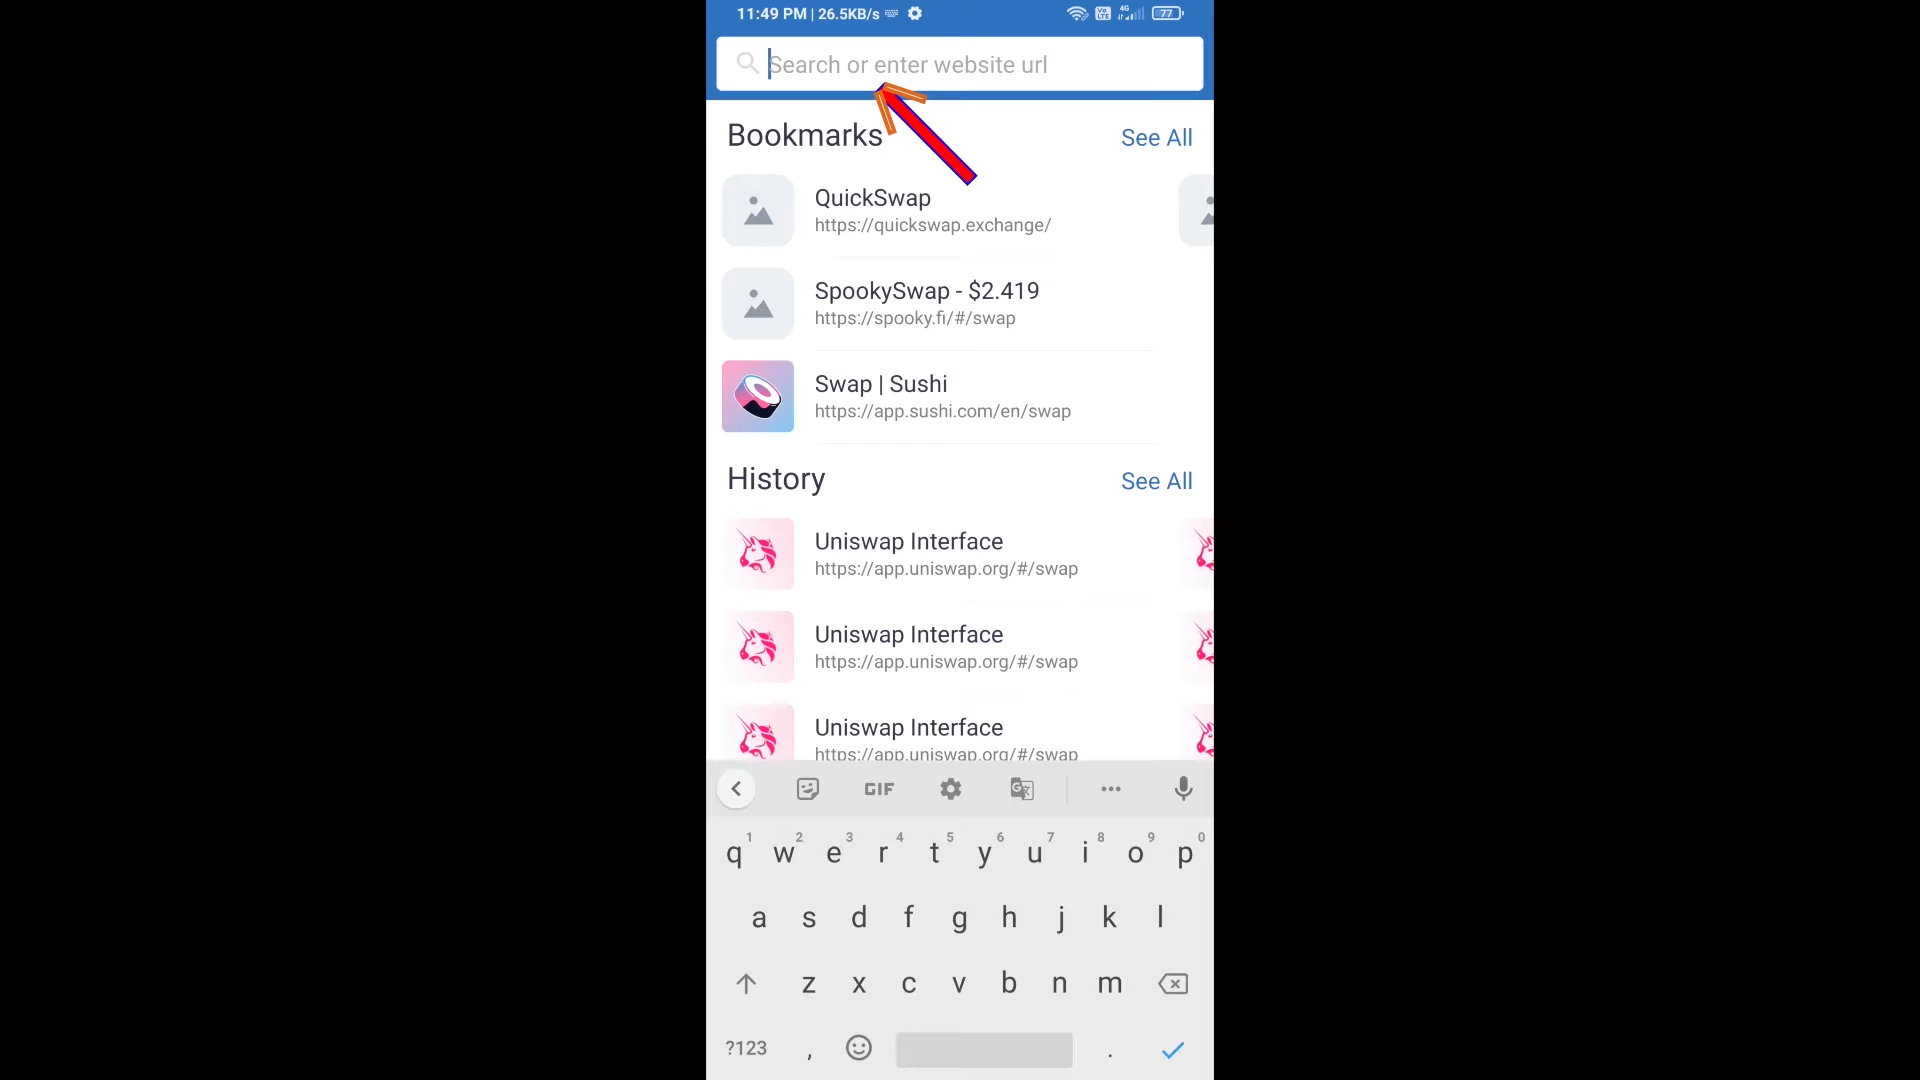 11:49 PM | 26.5KB/s 4G 77
Search or enter website url
Bookmarks See All
QuickSwap
https://quickswap.exchange/
SpookySwap - $2.419
https://spooky.fi/#/swap
Swap | Sushi
https://app.sushi.com/en/swap
History See All
Uniswap Interface
https://app.uniswap.org/#/swap
Uniswap Interface
https://app.uniswap.org/#/swap
Uniswap Interface
https://app.uniswap.org/#/swap
GIF
1 2 3 4 5 6 7 8 9 0
q w e r t y u i o p
a s d f g h j k l
z x c v b n m
?123 , .